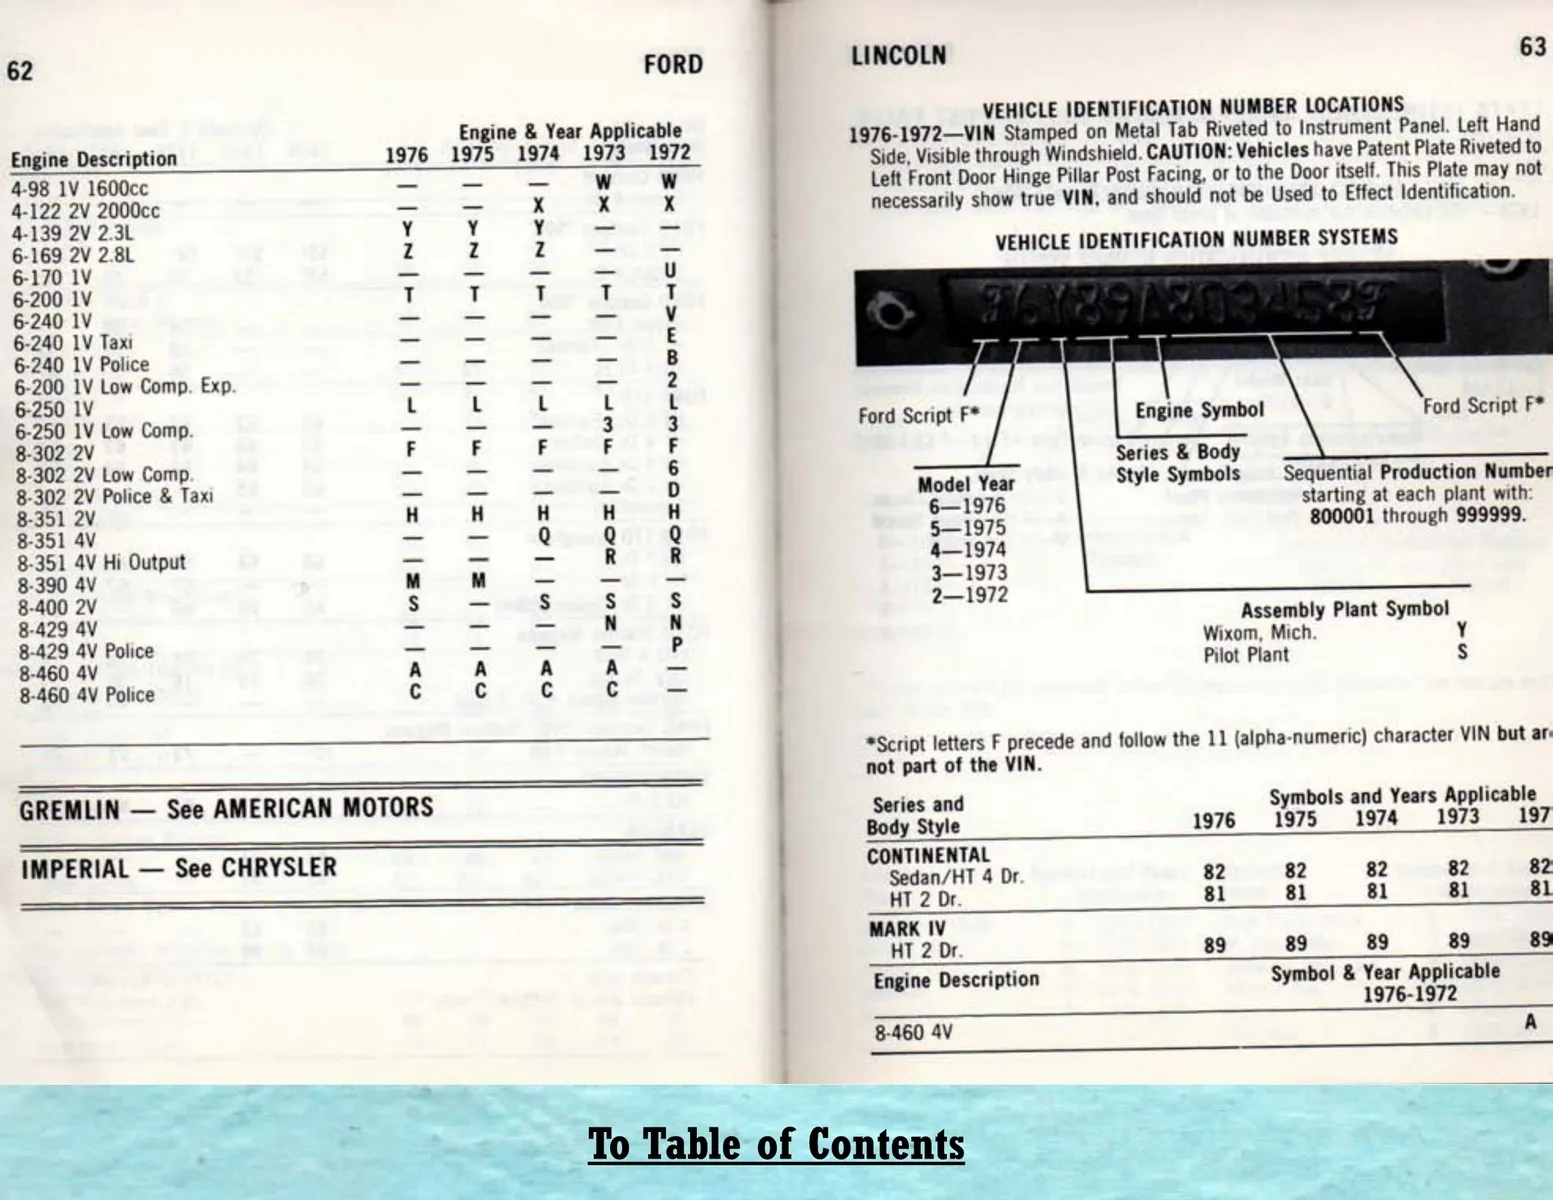 62 FORD
Engine & Year Applicable
Engine Description 1976 1975 1974 1973 1972
4-98 1V 1600cc — — — W W
4-122 2V 2000cc — — X X X
4-139 2V 2.3L Y Y Y — —
6-169 2V 2.8L Z Z Z — —
6-170 1V — — — — U
6-200 1V T T T T T
6-240 1V — — — — V
6-240 1V Taxi — — — — E
6-240 1V Police — — — — B
6-200 1V Low Comp. Exp. — — — — 2
6-250 1V L L L L L
6-250 1V Low Comp. — — — 3 3
8-302 2V F F F F F
8-302 2V Low Comp. — — — — 6
8-302 2V Police & Taxi — — — — D
8-351 2V H H H H H
8-351 4V — — Q Q Q
8-351 4V Hi Output — — — R R
8-390 4V M M — — —
8-400 2V S — S S S
8-429 4V — — — N N
8-429 4V Police — — — — P
8-460 4V A A A A —
8-460 4V Police C C C C —
GREMLIN — See AMERICAN MOTORS
IMPERIAL — See CHRYSLER
LINCOLN 63
VEHICLE IDENTIFICATION NUMBER LOCATIONS
1976-1972—VIN Stamped on Metal Tab Riveted to Instrument Panel. Left Hand
Side, Visible through Windshield. CAUTION: Vehicles have Patent Plate Riveted to
Left Front Door Hinge Pillar Post Facing, or to the Door itself. This Plate may not
necessarily show true VIN, and should not be Used to Effect Identification.
VEHICLE IDENTIFICATION NUMBER SYSTEMS
Ford Script F*
Engine Symbol
Ford Script F*
Series & Body
Style Symbols
Model Year
6—1976
5—1975
4—1974
3—1973
2—1972
Sequential Production Number
starting at each plant with:
800001 through 999999.
Assembly Plant Symbol
Wixom, Mich. Y
Pilot Plant S
*Script letters F precede and follow the 11 (alpha-numeric) character VIN but are
not part of the VIN.
Series and Symbols and Years Applicable
Body Style 1976 1975 1974 1973 197
CONTINENTAL
Sedan/HT 4 Dr. 82 82 82 82 82
HT 2 Dr. 81 81 81 81 81
MARK IV
HT 2 Dr. 89 89 89 89 89
Engine Description Symbol & Year Applicable
1976-1972
8-460 4V A
To Table of Contents